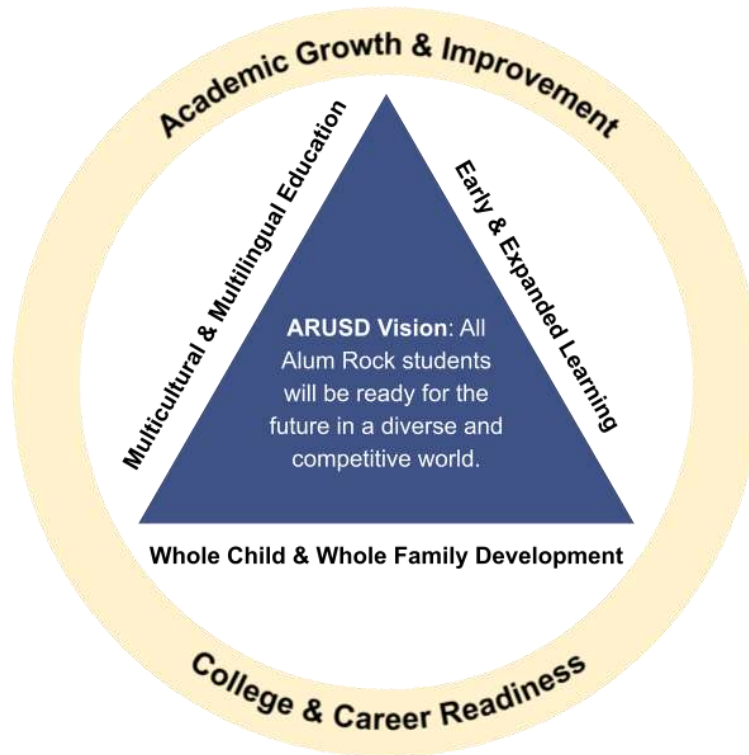 Academic Growth & Improvement
Multicultural & Multilingual Education
Early & Expanded Learning
ARUSD Vision: All
Alum Rock students
will be ready for the
future in a diverse and
competitive world.
Whole Child & Whole Family Development
College & Career Readiness